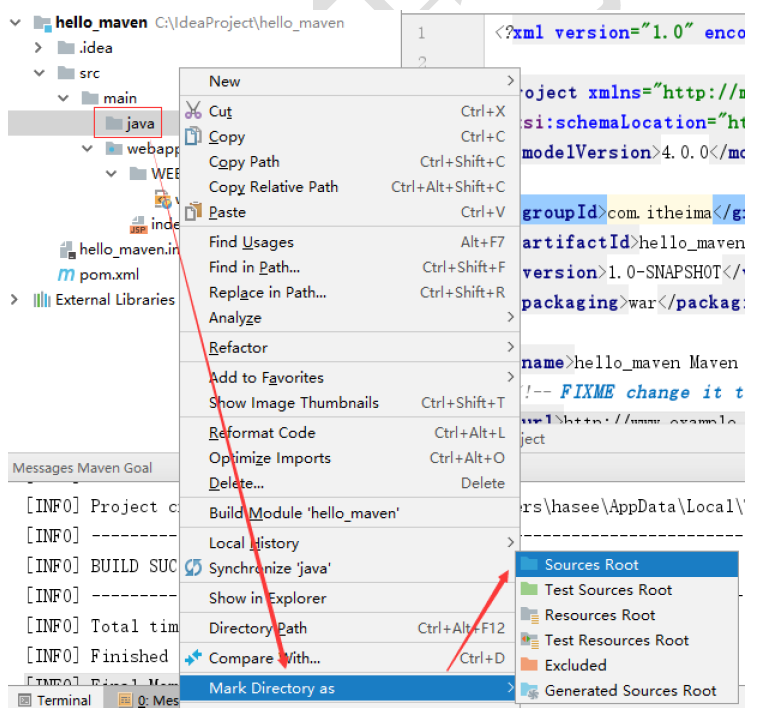 hello_maven C:\IdeaProject\hello_maven
.idea
src
main
java
webapp
WEB
hello_maven.im
pom.xml
External Libraries
1
<?xml version="1.0" enco
2
project xmlns="http://m
xsi:schemaLocation="ht
modelVersion>4.0.0</mo
groupId>com.itheima</g
artifactId>hello_maven
version>1.0-SNAPSHOT</v
packaging>war</packag
name>hello_maven Maven
!-- FIXME change it t
url>http://www.example
ject
New
Cut Ctrl+X
Copy Ctrl+C
Copy Path Ctrl+Shift+C
Copy Relative Path Ctrl+Alt+Shift+C
Paste Ctrl+V
Find Usages Alt+F7
Find in Path... Ctrl+Shift+F
Replace in Path... Ctrl+Shift+R
Analyze
Refactor
Add to Favorites
Show Image Thumbnails Ctrl+Shift+T
Reformat Code Ctrl+Alt+L
Optimize Imports Ctrl+Alt+O
Delete... Delete
Build Module 'hello_maven'
Local History
Synchronize 'java'
Show in Explorer
Directory Path Ctrl+Alt+F12
Compare With... Ctrl+D
Mark Directory as
Sources Root
Test Sources Root
Resources Root
Test Resources Root
Excluded
Generated Sources Root
Messages Maven Goal
[INFO] Project c
ers\hasee\AppData\Local\
[INFO] ---------
[INFO] BUILD SUC
[INFO] ---------
[INFO] Total tim
[INFO] Finished
[INFO] Final Mem
Terminal 0: Mes